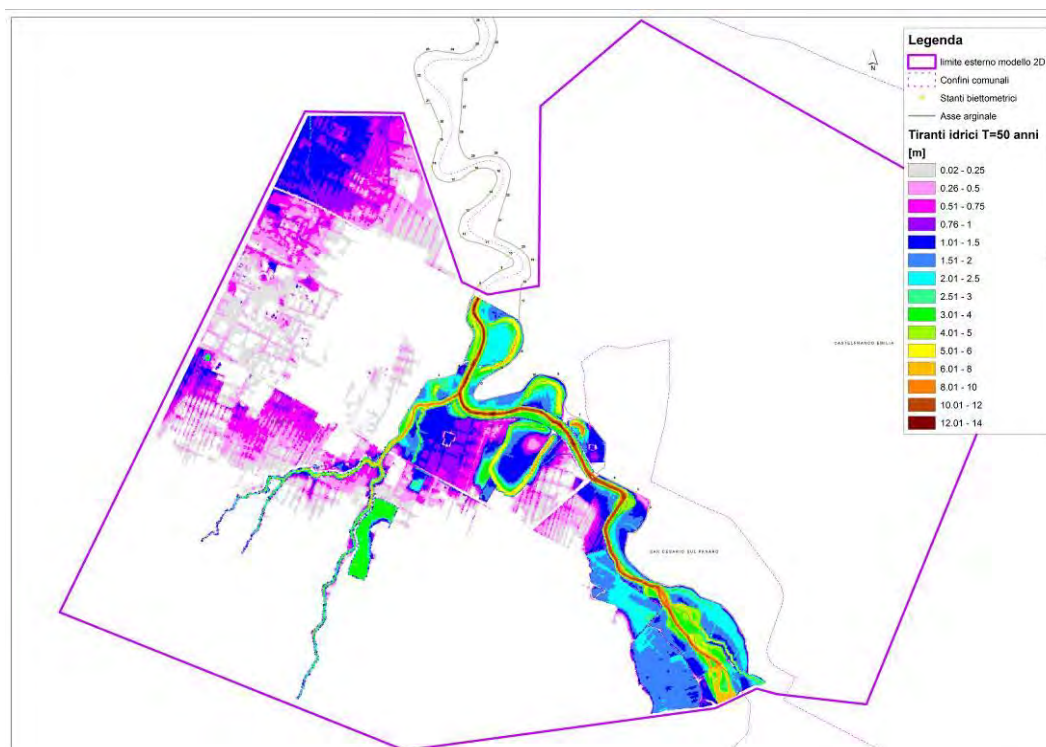 Legenda
limite esterno modello 2D
Confini comunali
Stanti biettometrici
Asse arginale
Tiranti idrici T=50 anni
[m]
0.02 - 0.25
0.26 - 0.5
0.51 - 0.75
0.76 - 1
1.01 - 1.5
1.51 - 2
2.01 - 2.5
2.51 - 3
3.01 - 4
4.01 - 5
5.01 - 6
6.01 - 8
8.01 - 10
10.01 - 12
12.01 - 14
N
CASTELFRANCO EMILIA
SAN CESARIO SUL PANARO